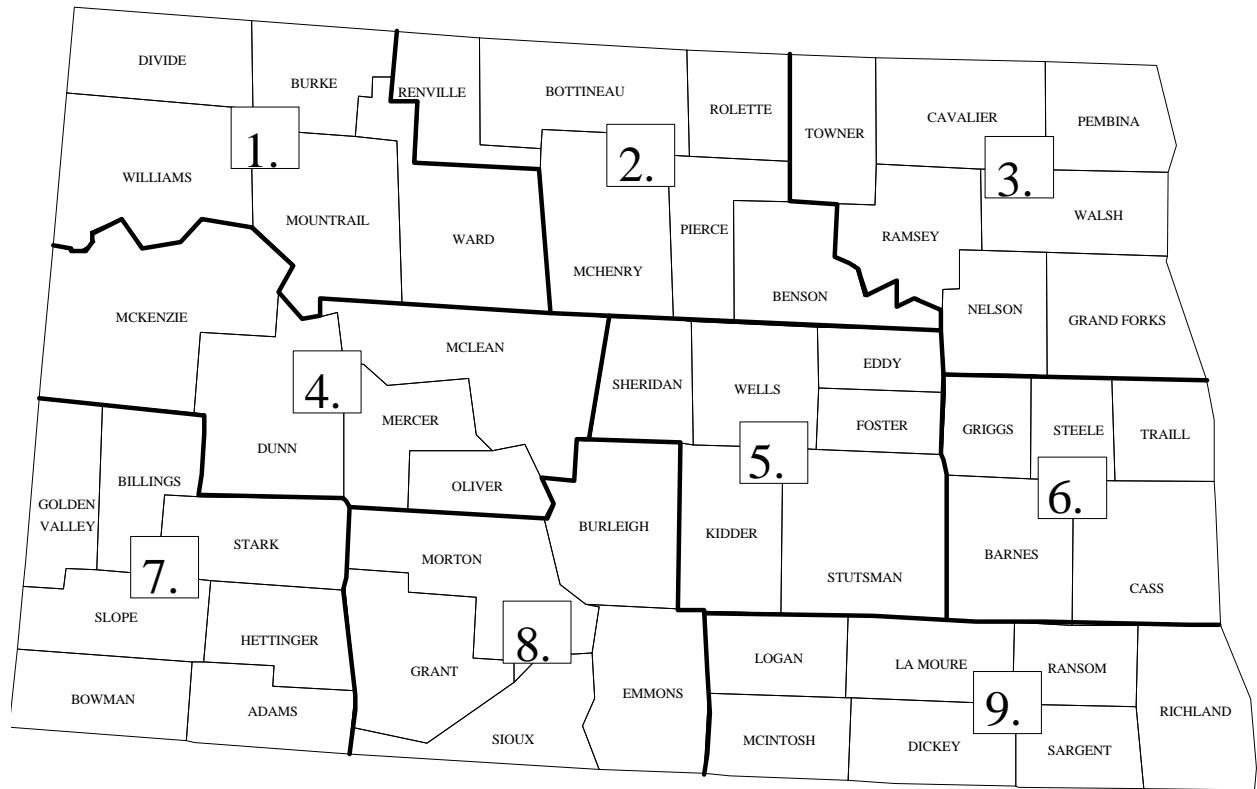 DIVIDE
BURKE
RENVILLE
BOTTINEAU
ROLETTE
TOWNER
CAVALIER
PEMBINA
1.
2.
3.
WILLIAMS
MOUNTRAIL
WARD
MCHENRY
PIERCE
BENSON
RAMSEY
WALSH
NELSON
GRAND FORKS
MCKENZIE
4.
MCLEAN
SHERIDAN
WELLS
EDDY
FOSTER
DUNN
MERCER
OLIVER
5.
GRIGGS
STEELE
TRAILL
6.
GOLDEN
VALLEY
BILLINGS
STARK
7.
MORTON
BURLEIGH
KIDDER
STUTSMAN
BARNES
CASS
SLOPE
HETTINGER
8.
GRANT
EMMONS
LOGAN
LA MOURE
RANSOM
9.
RICHLAND
BOWMAN
ADAMS
SIOUX
MCINTOSH
DICKEY
SARGENT